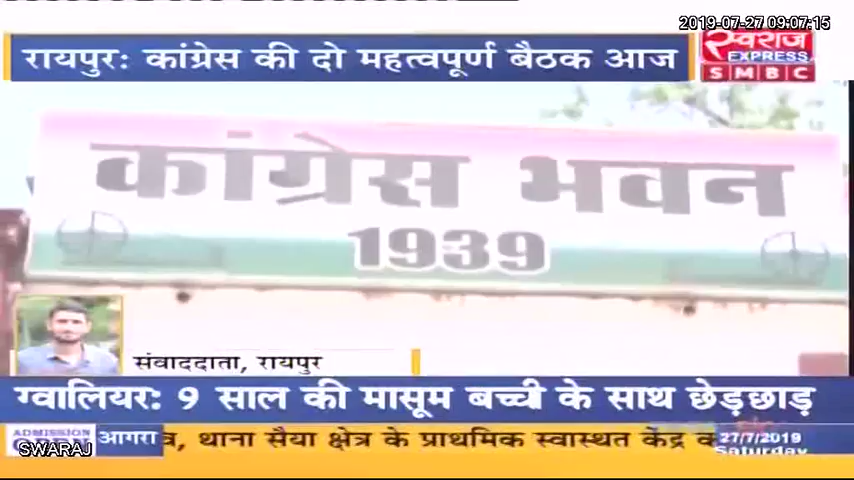 2019-07-27 09:07:15
रायपुर: कांग्रेस की दो महत्वपूर्ण बैठक आज
स्वराज
EXPRESS
SMBC
कांग्रेस भवन
1939
संवाददाता, रायपुर
ग्वालियर: 9 साल की मासूम बच्ची के साथ छेड़छाड़
ADMISSION
OPEN
आगरा
थाना सैया क्षेत्र के प्राथमिक स्वास्थत केंद्र
27/7/2019
Saturday
SWARAJ